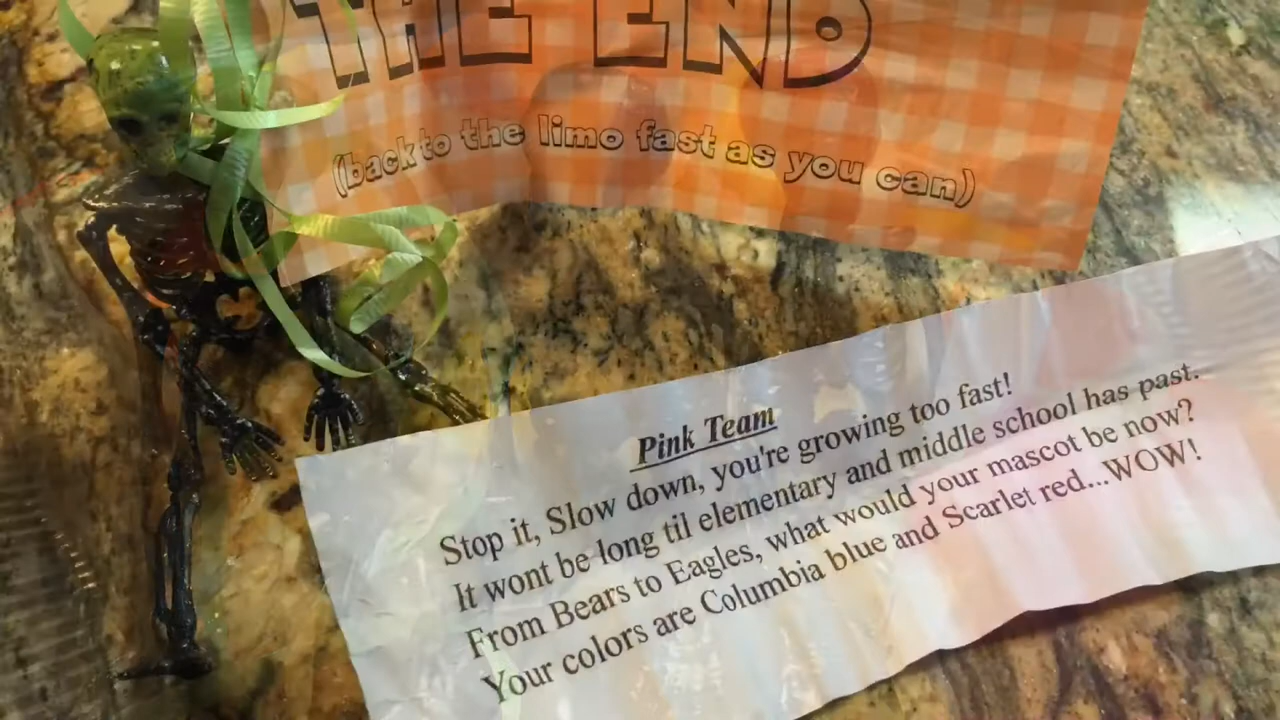 THE END
(back to the limo fast as you can)
Pink Team
Stop it, Slow down, you're growing too fast!
It wont be long til elementary and middle school has past.
From Bears to Eagles, what would your mascot be now?
Your colors are Columbia blue and Scarlet red...WOW!